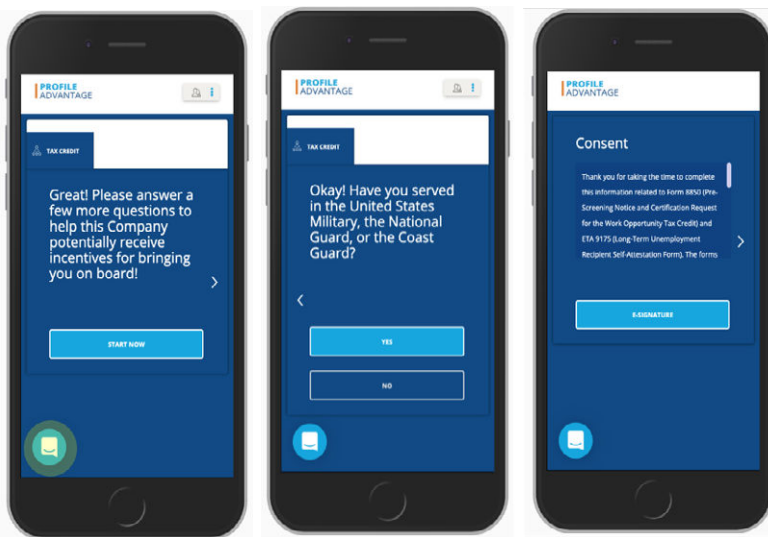 PROFILE
ADVANTAGE
TAX CREDIT
Great! Please answer a
few more questions to
help this Company
potentially receive
incentives for bringing
you on board!
START NOW
PROFILE
ADVANTAGE
TAX CREDIT
Okay! Have you served
in the United States
Military, the National
Guard, or the Coast
Guard?
YES
NO
PROFILE
ADVANTAGE
Consent
Thank you for taking the time to complete
this information related to Form 8850 (Pre-
Screening Notice and Certification Request
for the Work Opportunity Tax Credit) and
ETA 9175 (Long-Term Unemployment
Recipient Self-Attestation Form). The forms
E-SIGNATURE